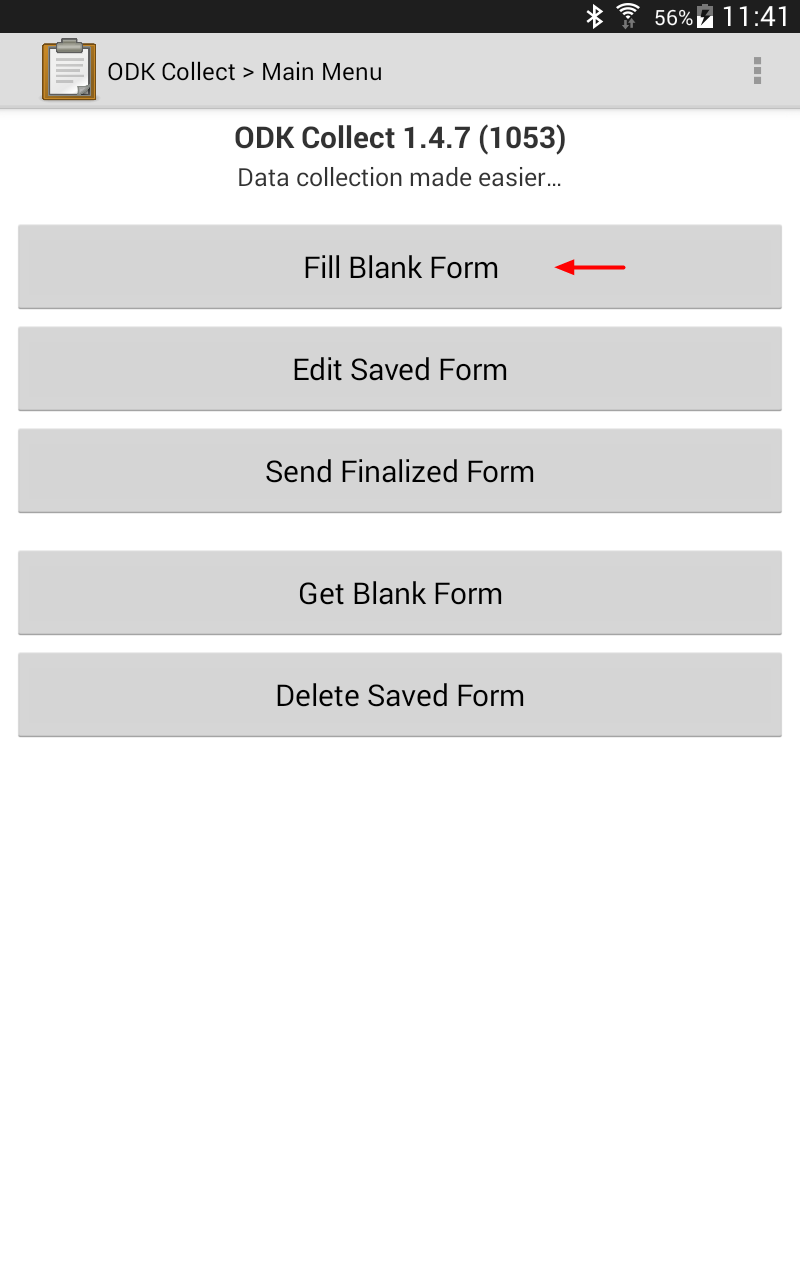 56% 11:41
ODK Collect > Main Menu
ODK Collect 1.4.7 (1053)
Data collection made easier...
Fill Blank Form
Edit Saved Form
Send Finalized Form
Get Blank Form
Delete Saved Form